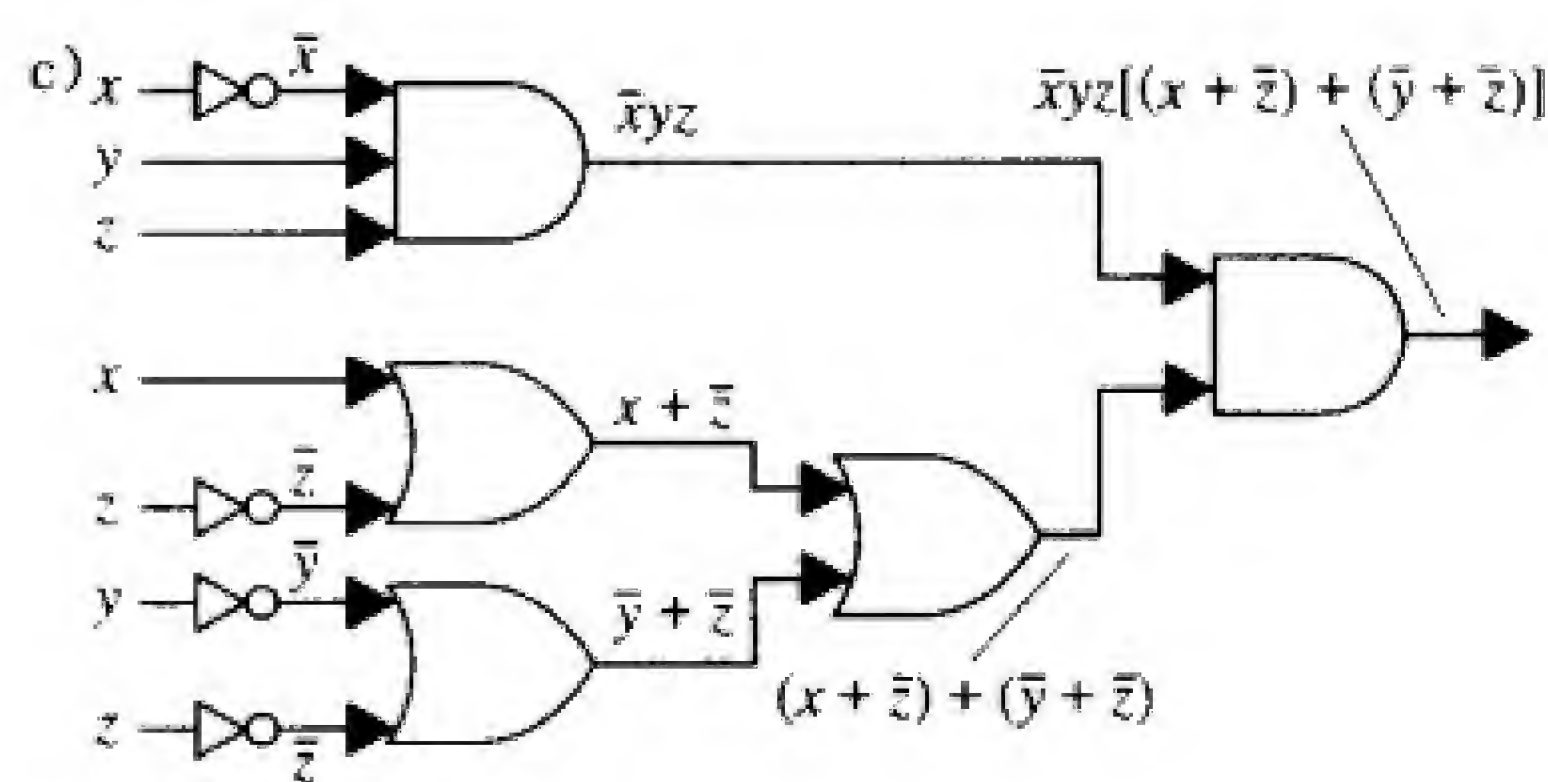 c) x x̄
x̄yz
x̄yz[(x + z̄) + (ȳ + z̄)]
y
z
x
x + z̄
z z̄
y ȳ
ȳ + z̄
(x + z̄) + (ȳ + z̄)
z z̄